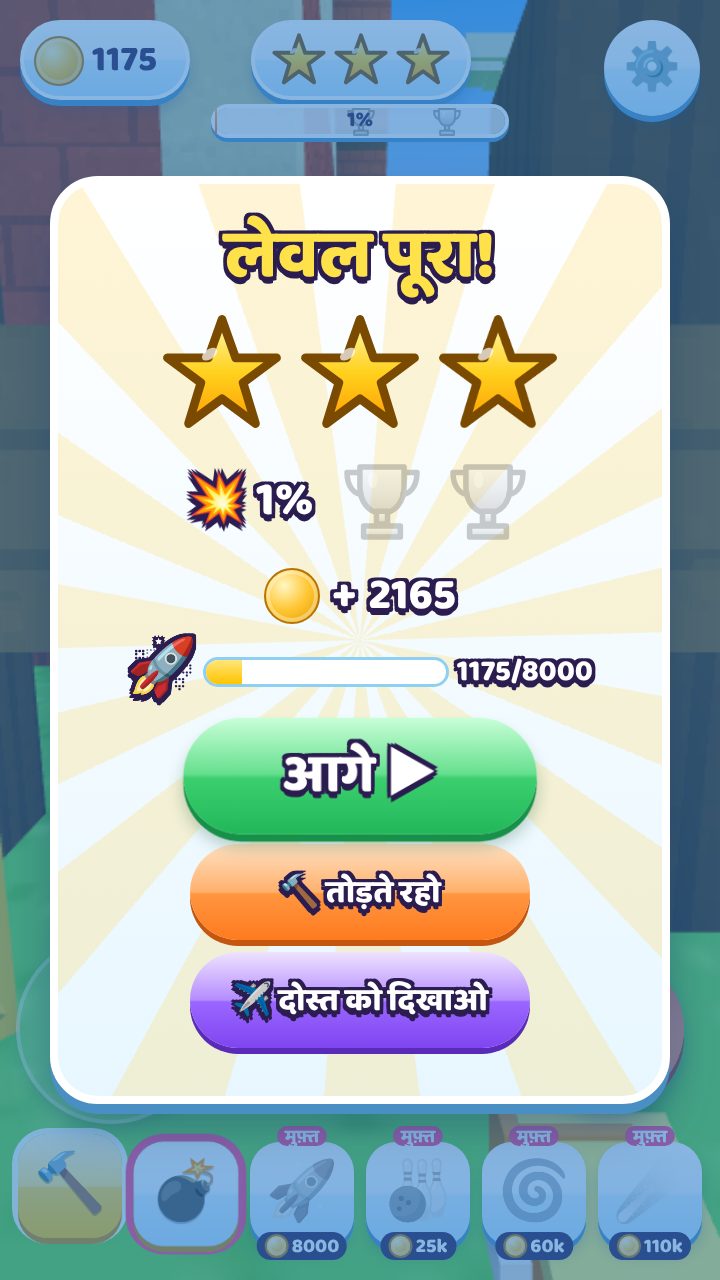 1175
1%
लेवल पूरा!
1%
+ 2165
1175/8000
आगे
तोड़ते रहो
दोस्त को दिखाओ
मुफ़्त मुफ़्त मुफ़्त मुफ़्त
8000 25k 60k 110k